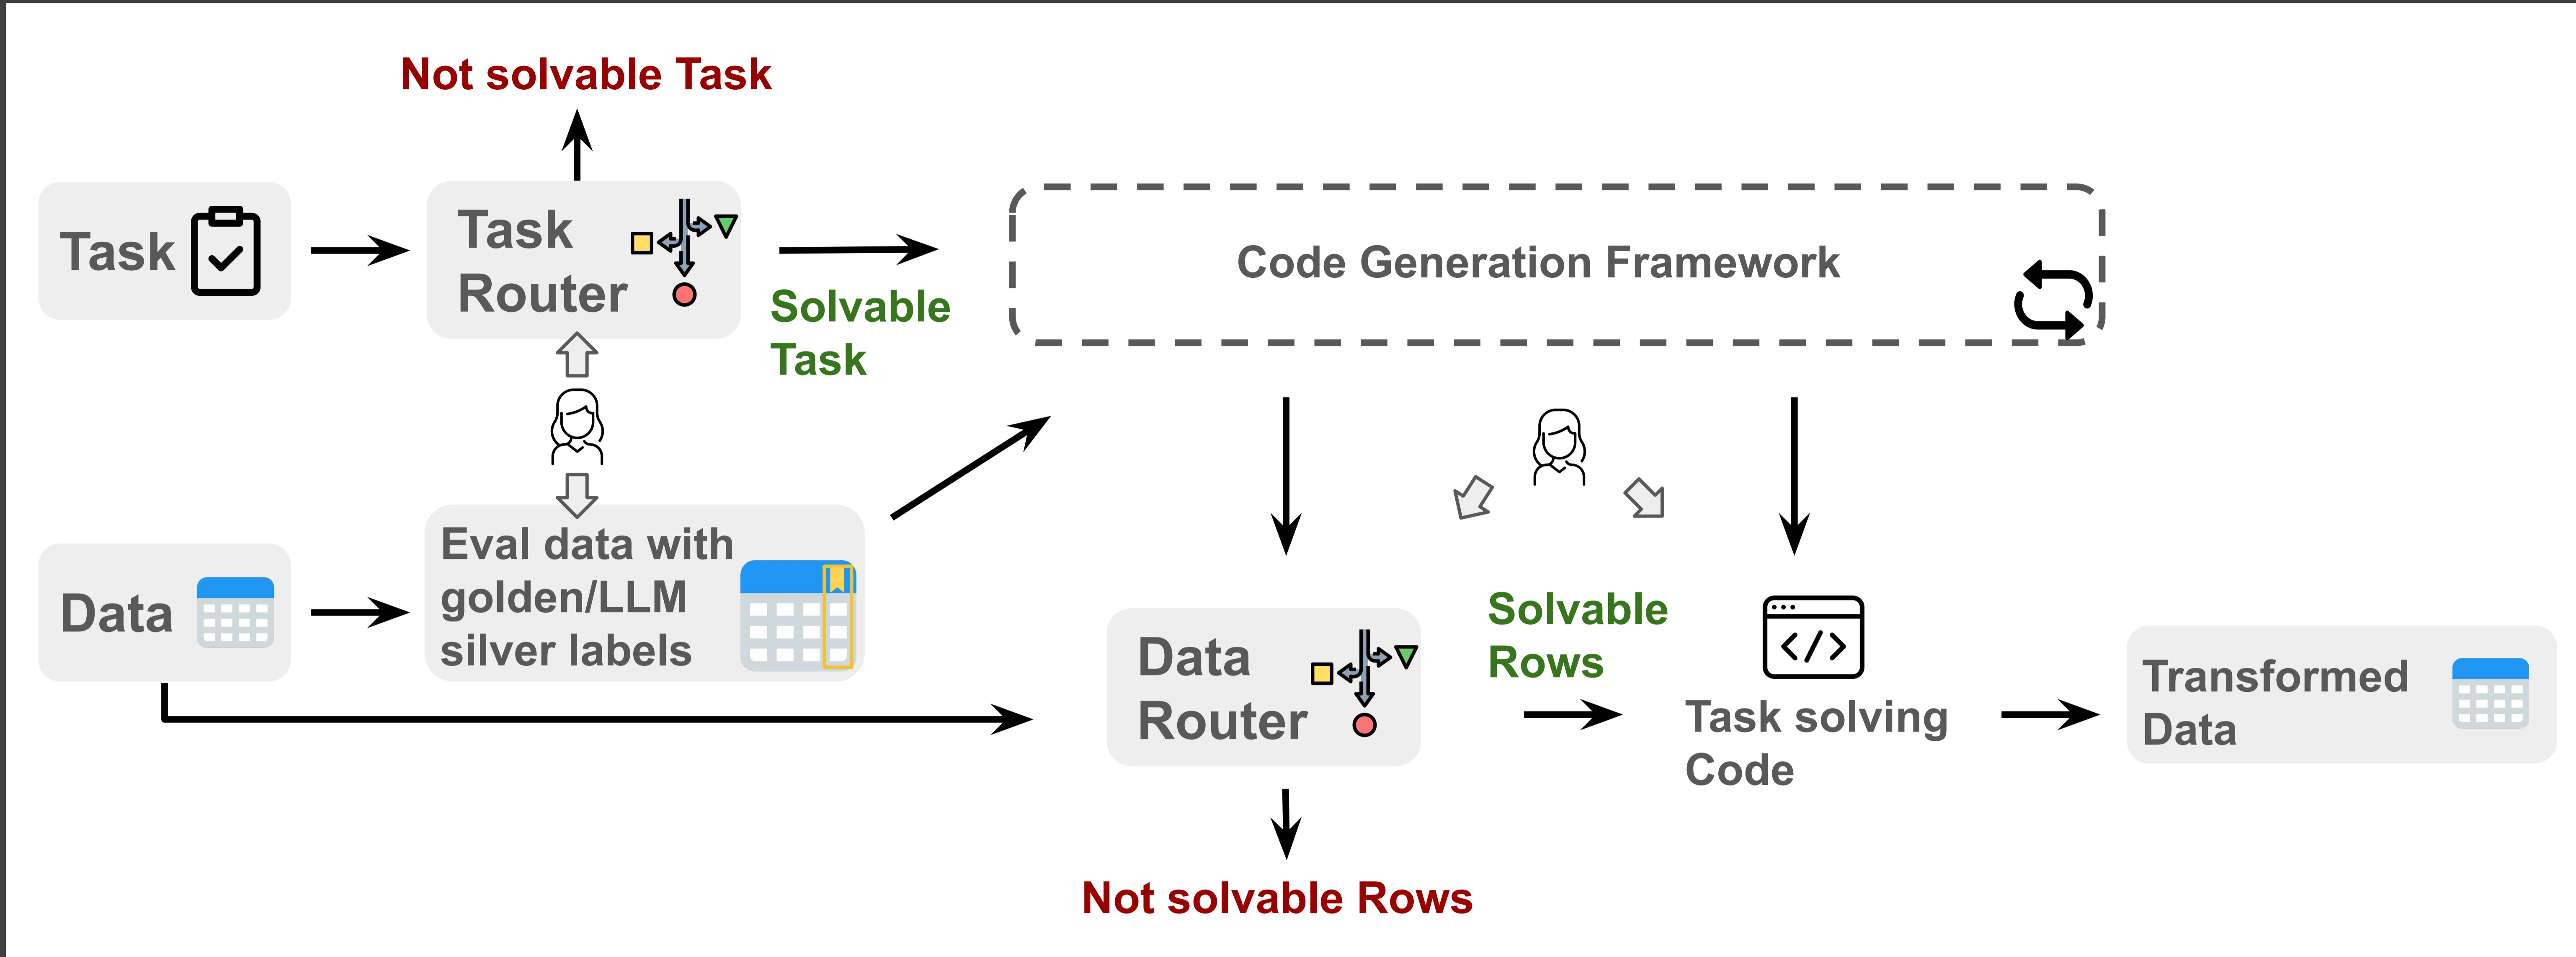 Not solvable Task
Task
Task
Router
Solvable
Task
Code Generation Framework
Data
Eval data with
golden/LLM
silver labels
Data
Router
Solvable
Rows
</>
Task solving
Code
Transformed
Data
Not solvable Rows